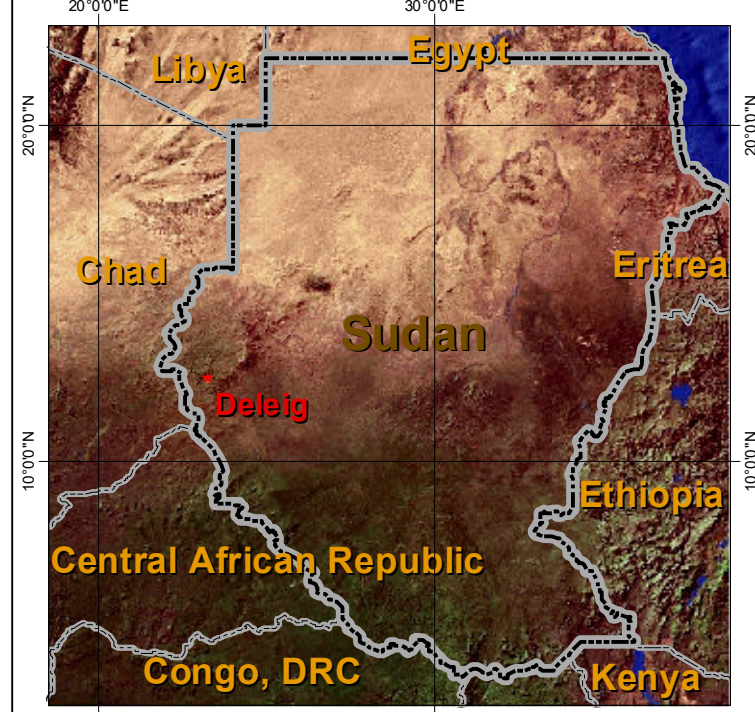 20°0'0"E 30°0'0"E
Libya Egypt
20°0'0"N 20°0'0"N
Chad Eritrea
Sudan
Deleig
10°0'0"N 10°0'0"N
Ethiopia
Central African Republic
Congo, DRC Kenya